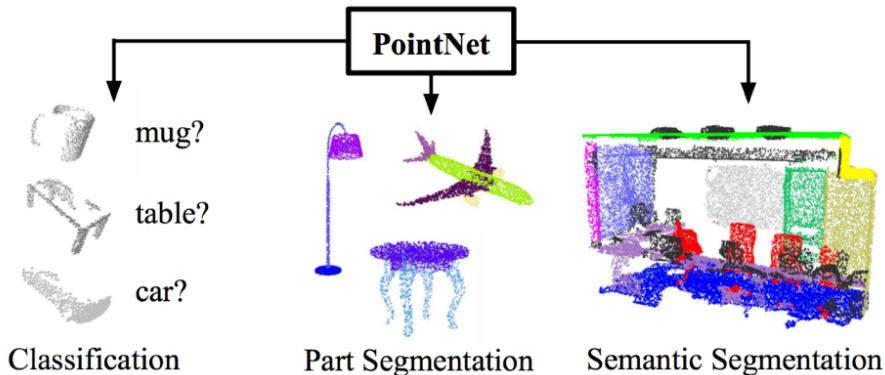 PointNet
mug?
table?
car?
Classification
Part Segmentation
Semantic Segmentation